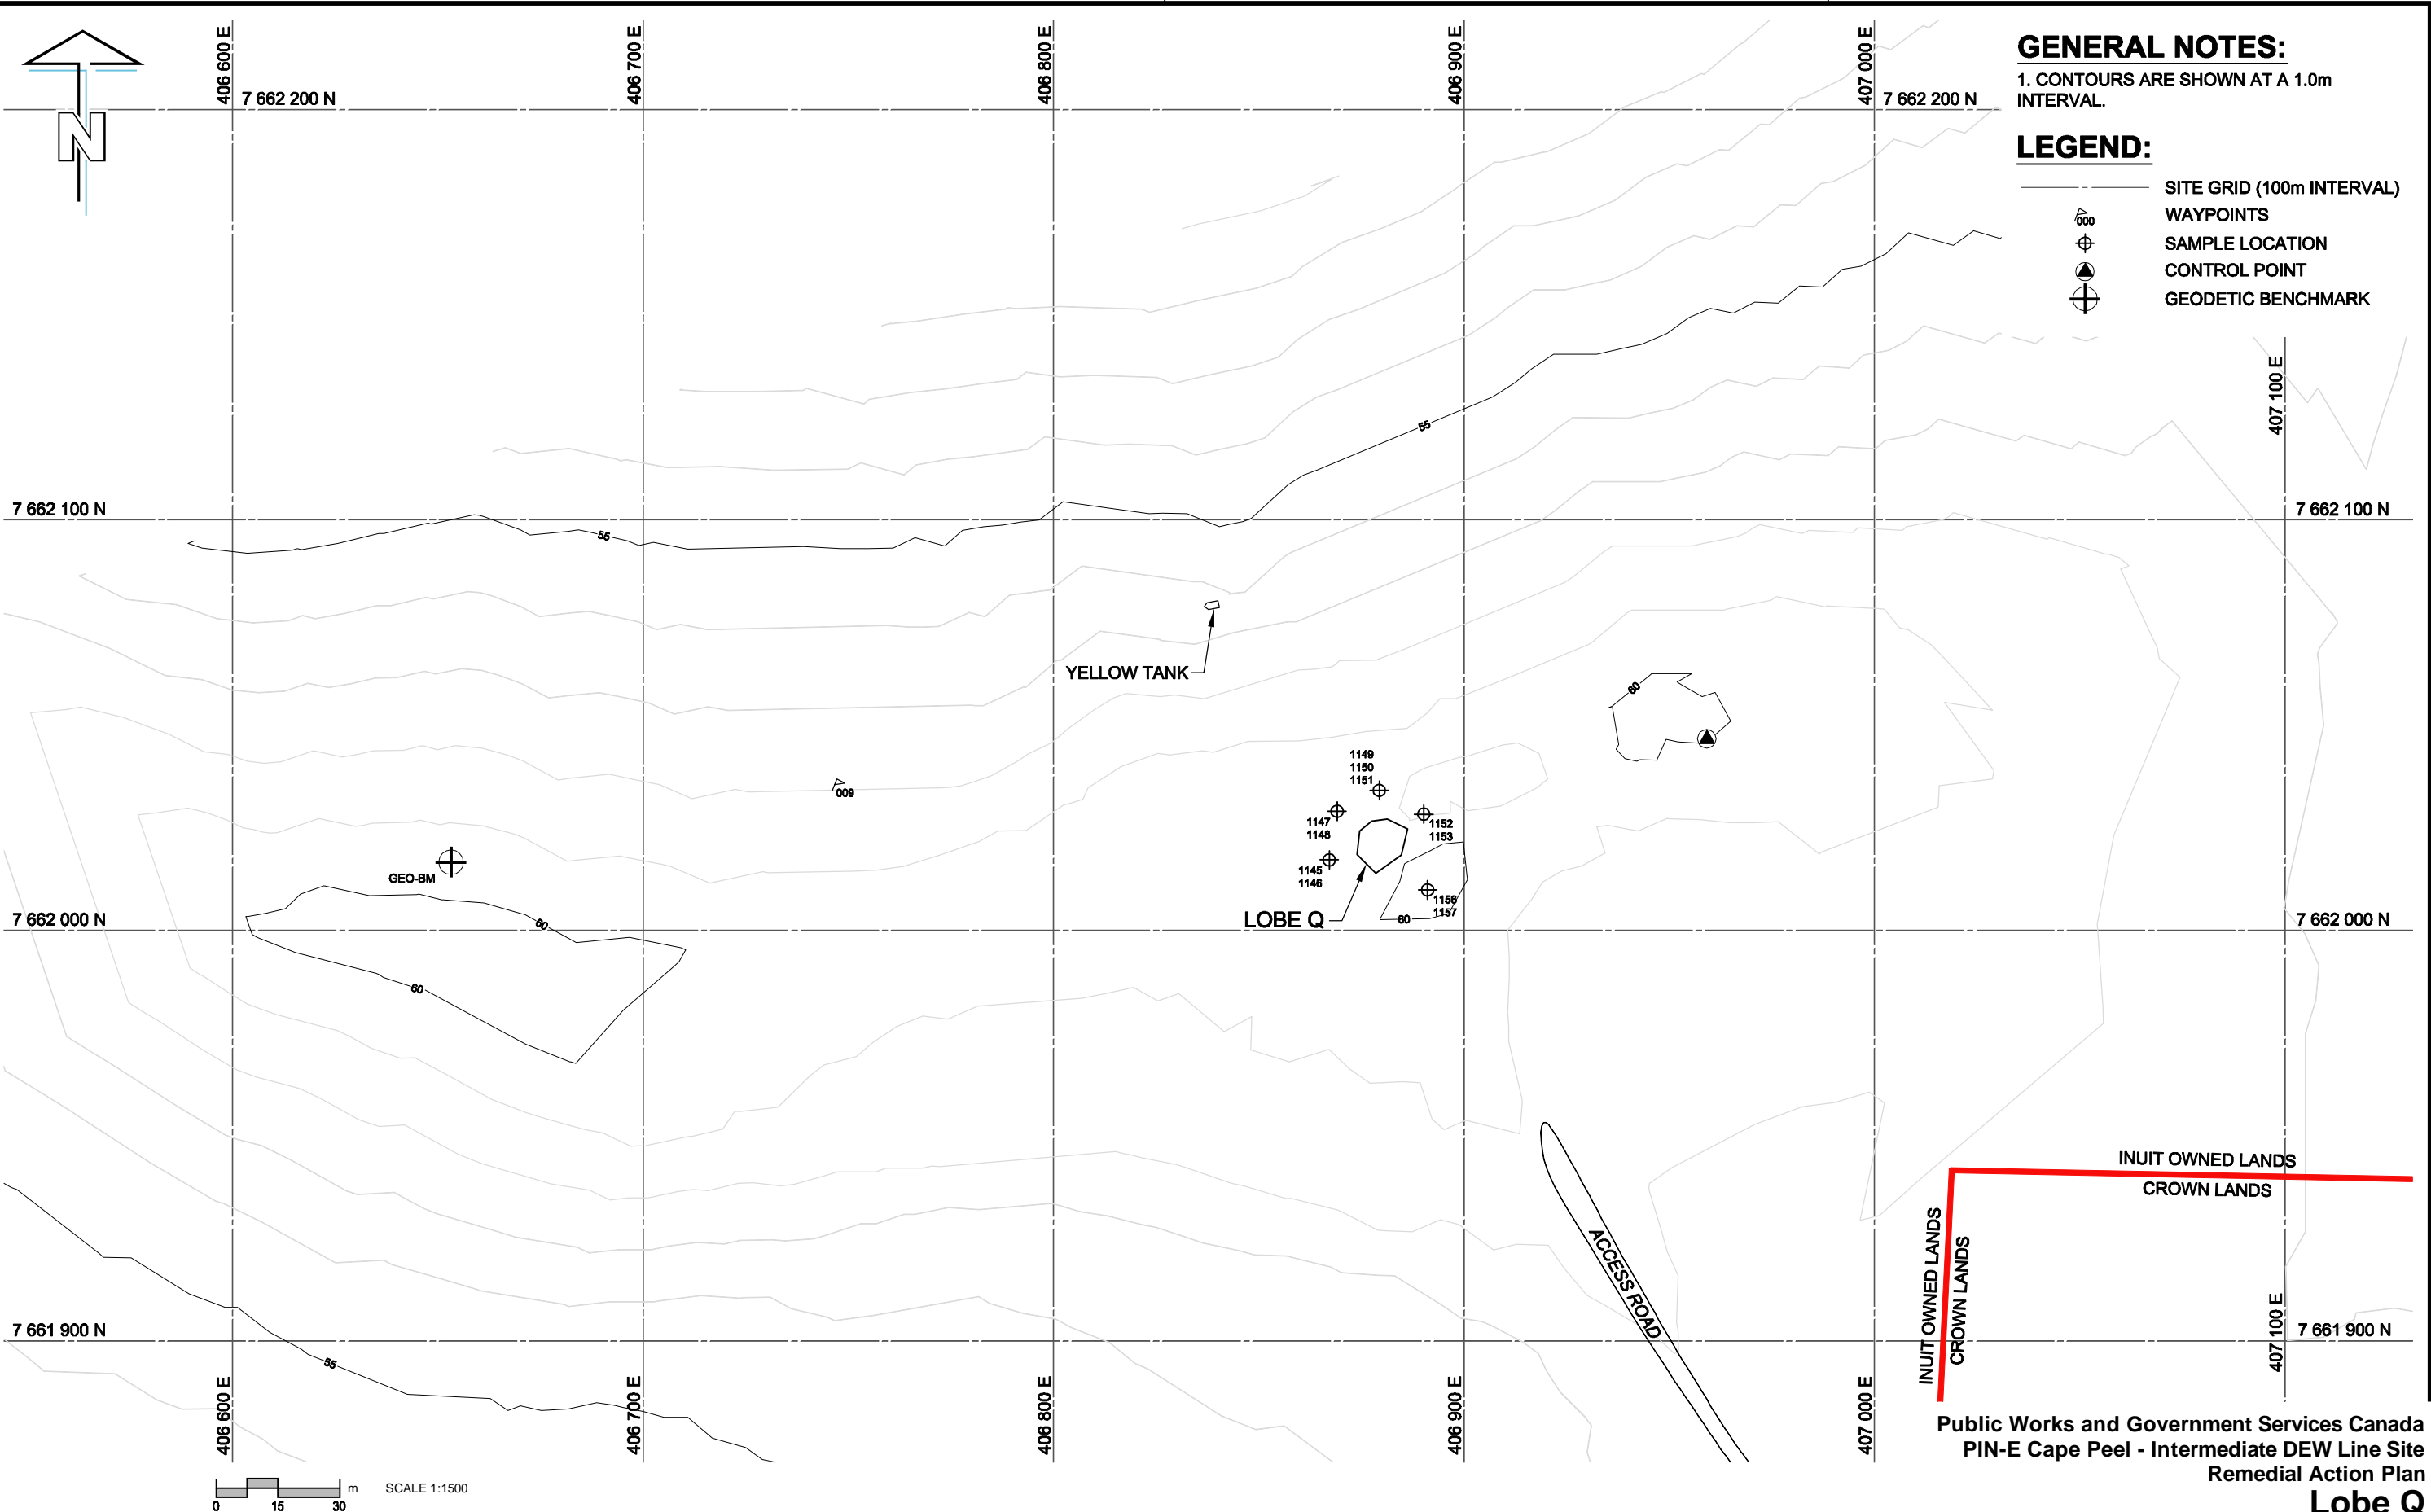 406 600 E
406 700 E
406 800 E
406 900 E
407 000 E
7 662 200 N
7 662 200 N
N
GENERAL NOTES:
1. CONTOURS ARE SHOWN AT A 1.0m
INTERVAL.
LEGEND:
SITE GRID (100m INTERVAL)
000
WAYPOINTS
SAMPLE LOCATION
CONTROL POINT
GEODETIC BENCHMARK
407 100 E
55
7 662 100 N
7 662 100 N
55
YELLOW TANK
60
1149
1150
1151
009
1147
1148
1152
1153
1145
1146
GEO-BM
1156
1157
LOBE Q
60
7 662 000 N
7 662 000 N
60
60
INUIT OWNED LANDS
CROWN LANDS
INUIT OWNED LANDS
CROWN LANDS
ACCESS ROAD
7 661 900 N
7 661 900 N
55
407 100 E
406 600 E
406 700 E
406 800 E
406 900 E
407 000 E
Public Works and Government Services Canada
PIN-E Cape Peel - Intermediate DEW Line Site
Remedial Action Plan
Lobe Q
m
SCALE 1:1500
0 15 30